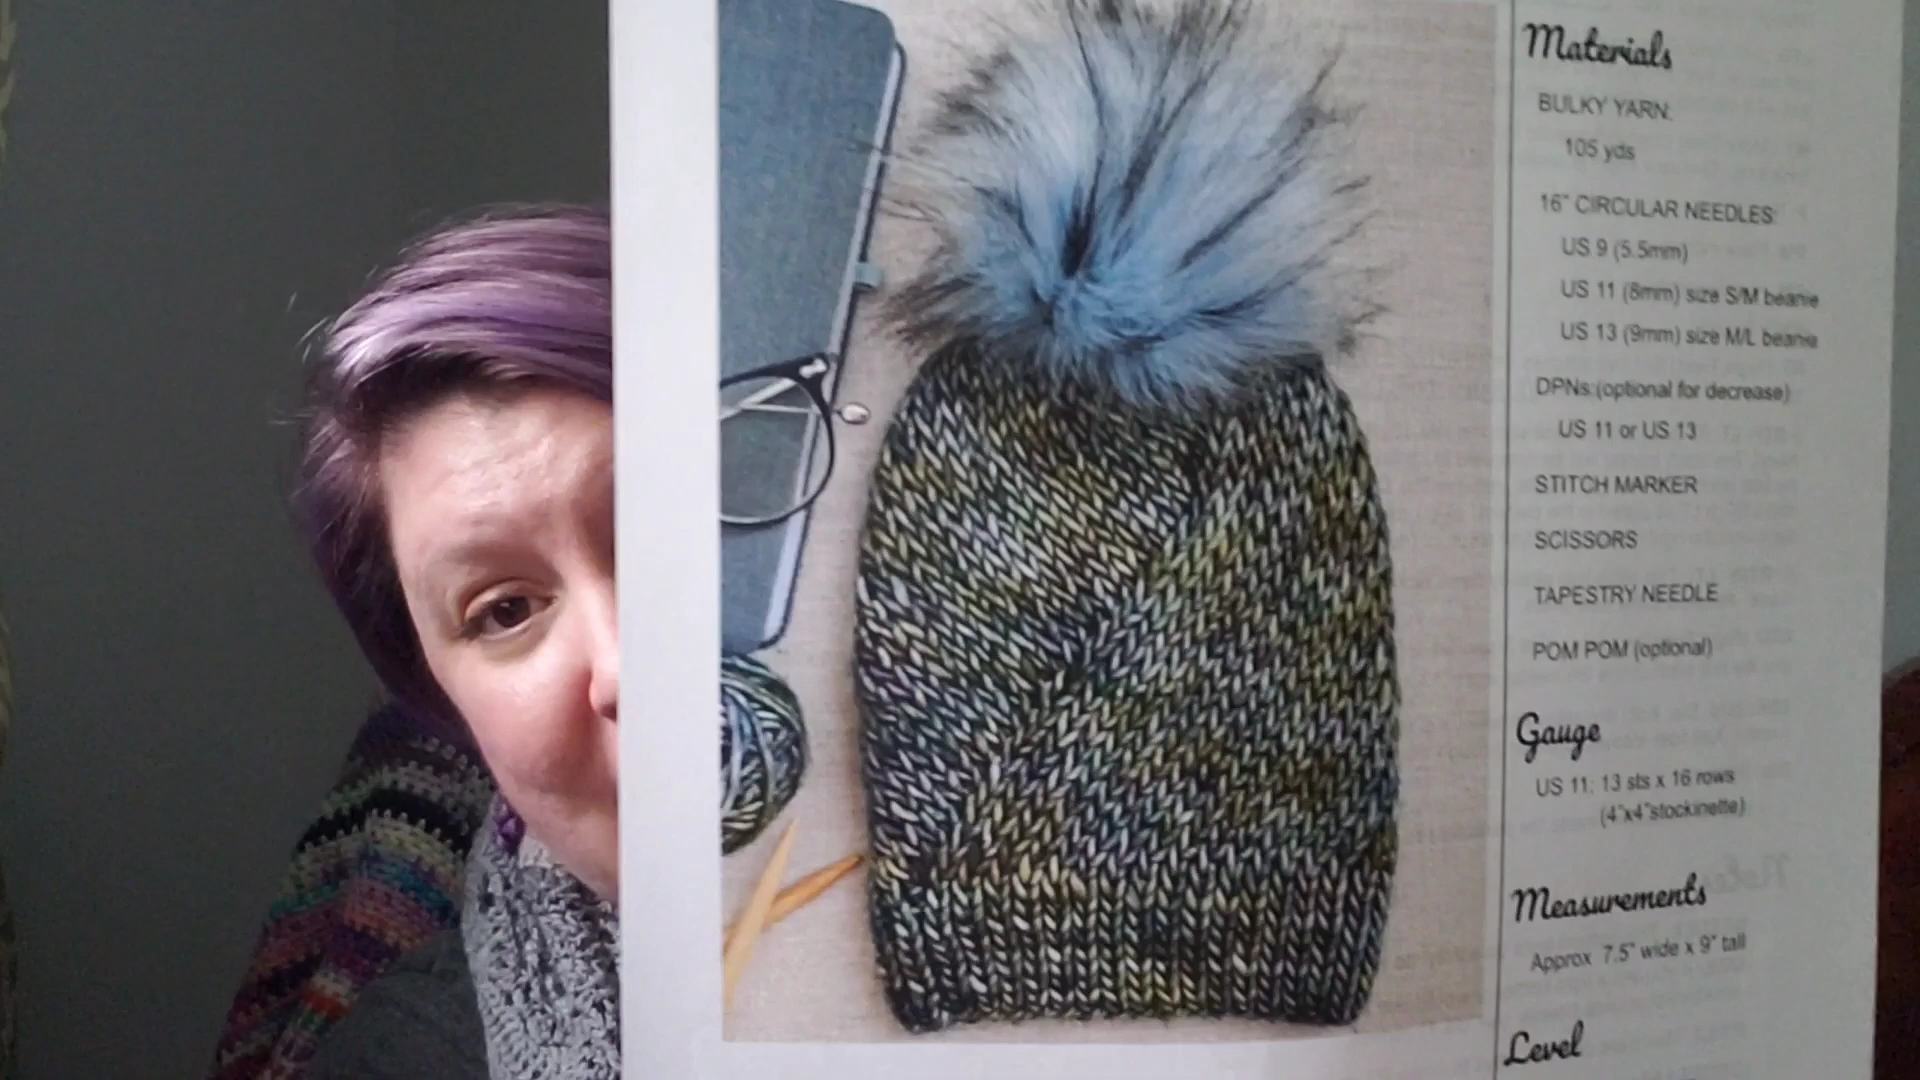 Materials
BULKY YARN:
105 yds
16" CIRCULAR NEEDLES:
US 9 (5.5mm)
US 11 (8mm) size S/M beanie
US 13 (9mm) size M/L beanie
DPNs:(optional for decrease)
US 11 or US 13
STITCH MARKER
SCISSORS
TAPESTRY NEEDLE
POM POM (optional)
Gauge
US 11: 13 sts x 16 rows
(4"x4"stockinette)
Measurements
Approx 7.5" wide x 9" tall
Level